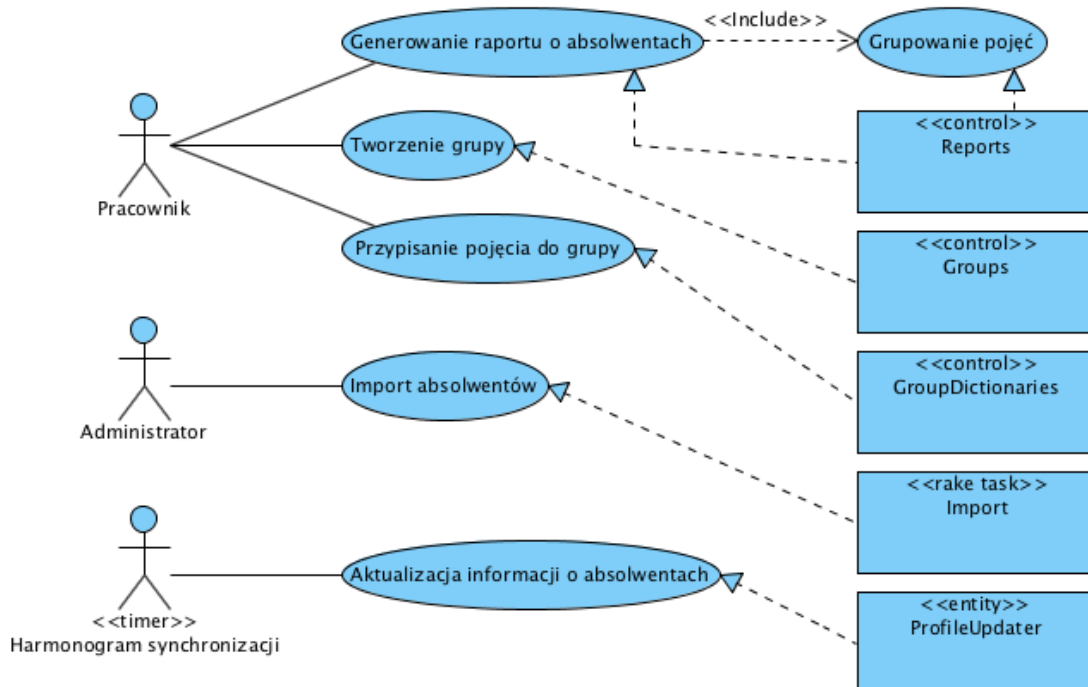 <<Include>>
Generowanie raportu o absolwentach
Grupowanie pojęć
<<control>>
Reports
Tworzenie grupy
Pracownik
Przypisanie pojęcia do grupy
<<control>>
Groups
<<control>>
GroupDictionaries
Import absolwentów
Administrator
<<rake task>>
Import
Aktualizacja informacji o absolwentach
<<timer>>
Harmonogram synchronizacji
<<entity>>
ProfileUpdater